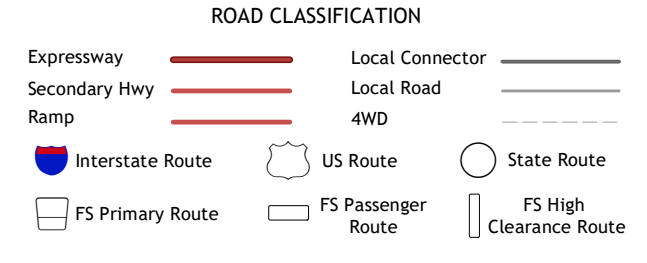 ROAD CLASSIFICATION
Expressway
Local Connector
Secondary Hwy
Local Road
Ramp
4WD
Interstate Route
US Route
State Route
FS Primary Route
FS Passenger
Route
FS High
Clearance Route